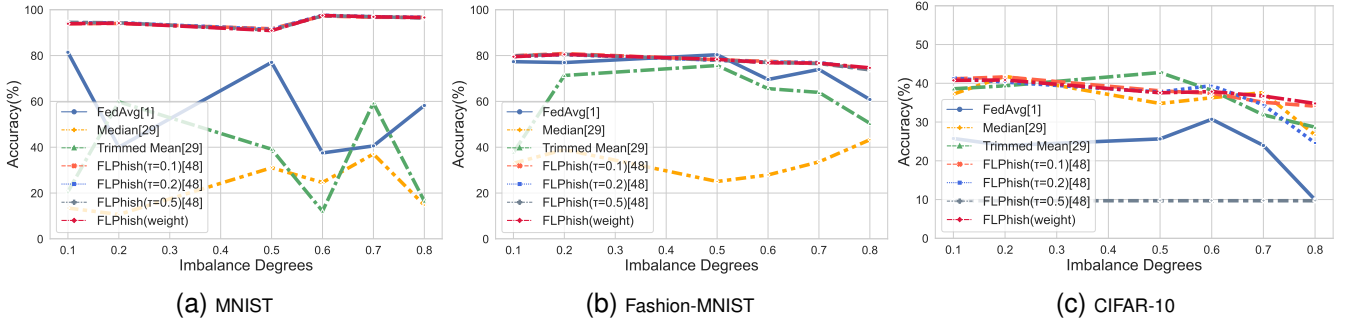 100
80
60
40
20
0
Accuracy(%)
0.1 0.2 0.3 0.4 0.5 0.6 0.7 0.8
Imbalance Degrees
FedAvg[1]
Median[29]
Trimmed Mean[29]
FLPhish(τ=0.1)[48]
FLPhish(τ=0.2)[48]
FLPhish(τ=0.5)[48]
FLPhish(weight)
(a) MNIST
100
80
60
40
20
0
Accuracy(%)
0.1 0.2 0.3 0.4 0.5 0.6 0.7 0.8
Imbalance Degrees
FedAvg[1]
Median[29]
Trimmed Mean[29]
FLPhish(τ=0.1)[48]
FLPhish(τ=0.2)[48]
FLPhish(τ=0.5)[48]
FLPhish(weight)
(b) Fashion-MNIST
60
50
40
30
20
10
0
Accuracy(%)
0.1 0.2 0.3 0.4 0.5 0.6 0.7 0.8
Imbalance Degrees
FedAvg[1]
Median[29]
Trimmed Mean[29]
FLPhish(τ=0.1)[48]
FLPhish(τ=0.2)[48]
FLPhish(τ=0.5)[48]
FLPhish(weight)
(c) CIFAR-10